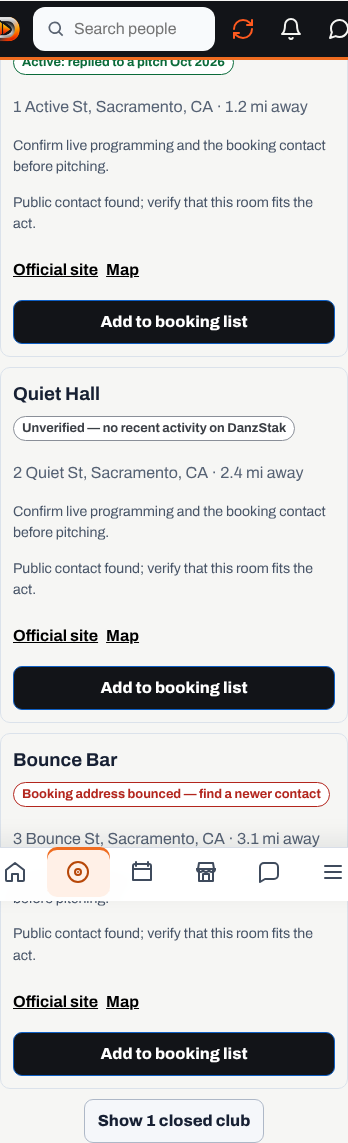 Search people
Active: replied to a pitch Oct 2026
1 Active St, Sacramento, CA · 1.2 mi away
Confirm live programming and the booking contact
before pitching.
Public contact found; verify that this room fits the
act.
Official site Map
Add to booking list
Quiet Hall
Unverified — no recent activity on DanzStak
2 Quiet St, Sacramento, CA · 2.4 mi away
Confirm live programming and the booking contact
before pitching.
Public contact found; verify that this room fits the
act.
Official site Map
Add to booking list
Bounce Bar
Booking address bounced — find a newer contact
3 Bounce St, Sacramento, CA · 3.1 mi away
before pitching.
Public contact found; verify that this room fits the
act.
Official site Map
Add to booking list
Show 1 closed club